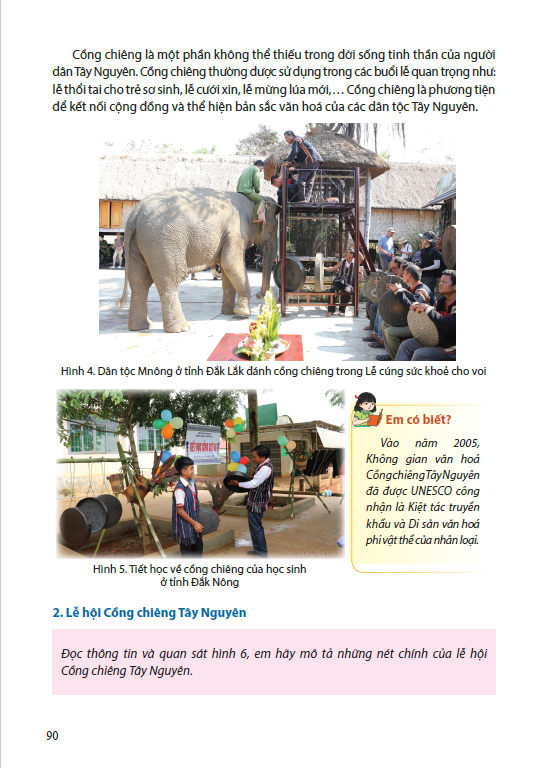 Cồng chiêng là một phần không thể thiếu trong đời sống tinh thần của người
dân Tây Nguyên. Cồng chiêng thường được sử dụng trong các buổi lễ quan trọng như:
lễ thổi tai cho trẻ sơ sinh, lễ cưới xin, lễ mừng lúa mới,… Cồng chiêng là phương tiện
để kết nối cộng đồng và thể hiện bản sắc văn hoá của các dân tộc Tây Nguyên.
Hình 4. Dân tộc Mnông ở tỉnh Đắk Lắk đánh cồng chiêng trong Lễ cúng sức khoẻ cho voi
Em có biết?
Vào năm 2005,
Không gian văn hoá
Cồng chiêng Tây Nguyên
đã được UNESCO công
nhận là Kiệt tác truyền
khẩu và Di sản văn hoá
phi vật thể của nhân loại.
Hình 5. Tiết học về cồng chiêng của học sinh
ở tỉnh Đắk Nông
2. Lễ hội Cồng chiêng Tây Nguyên
Đọc thông tin và quan sát hình 6, em hãy mô tả những nét chính của lễ hội
Cồng chiêng Tây Nguyên.
90